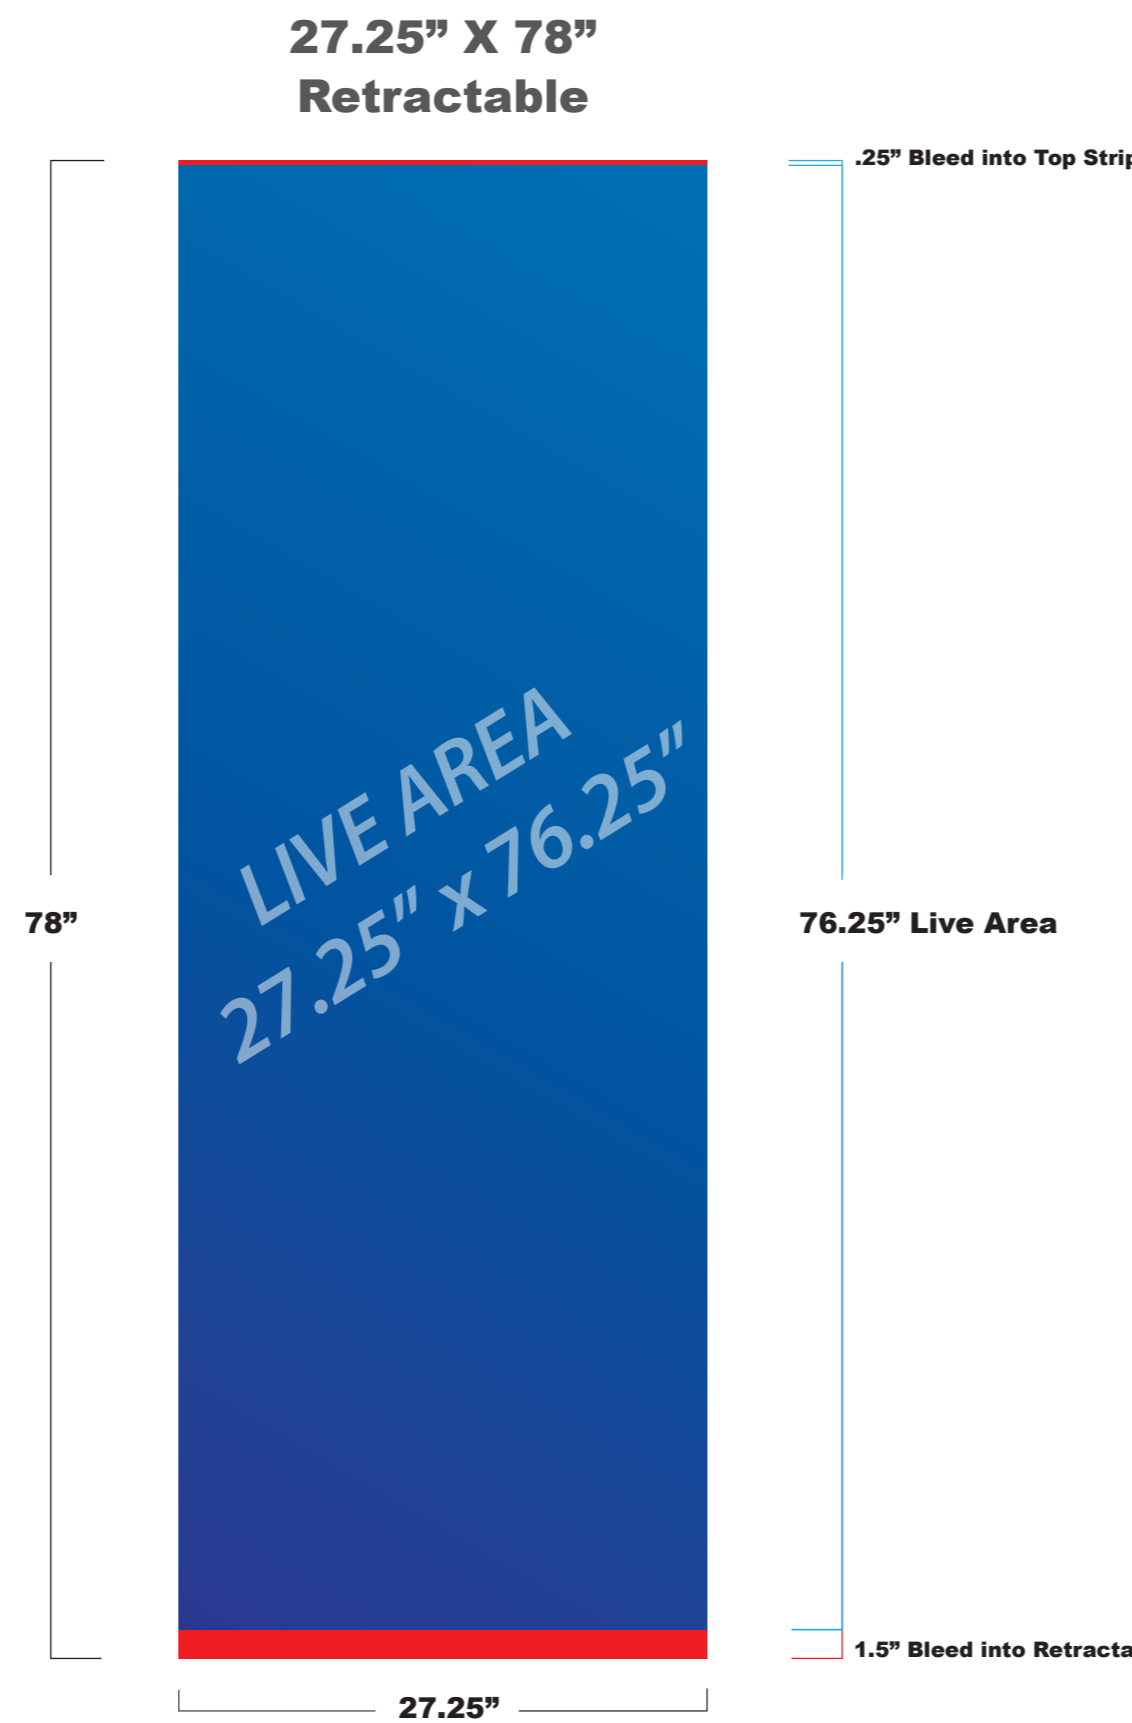 27.25” X 78”
Retractable
.25” Bleed into Top Strip
LIVE AREA
27.25” x 76.25”
78”
76.25” Live Area
1.5” Bleed into
27.25”